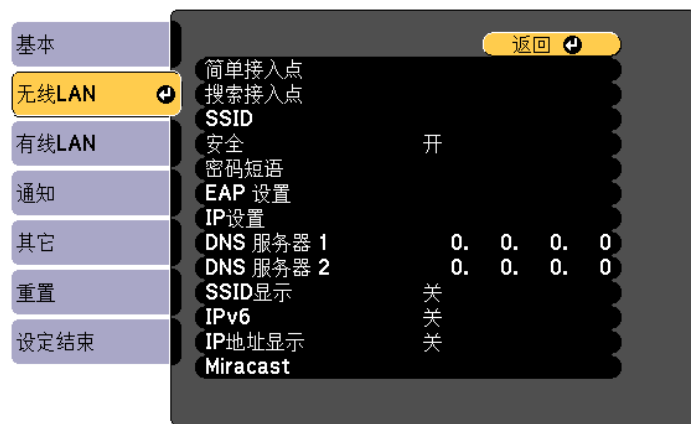 基本
无线LAN
有线LAN
通知
其它
重置
设定结束
返回
简单接入点
搜索接入点
SSID
安全 开
密码短语
EAP 设置
IP设置
DNS 服务器 1 0. 0. 0. 0
DNS 服务器 2 0. 0. 0. 0
SSID显示 关
IPv6 关
IP地址显示 关
Miracast